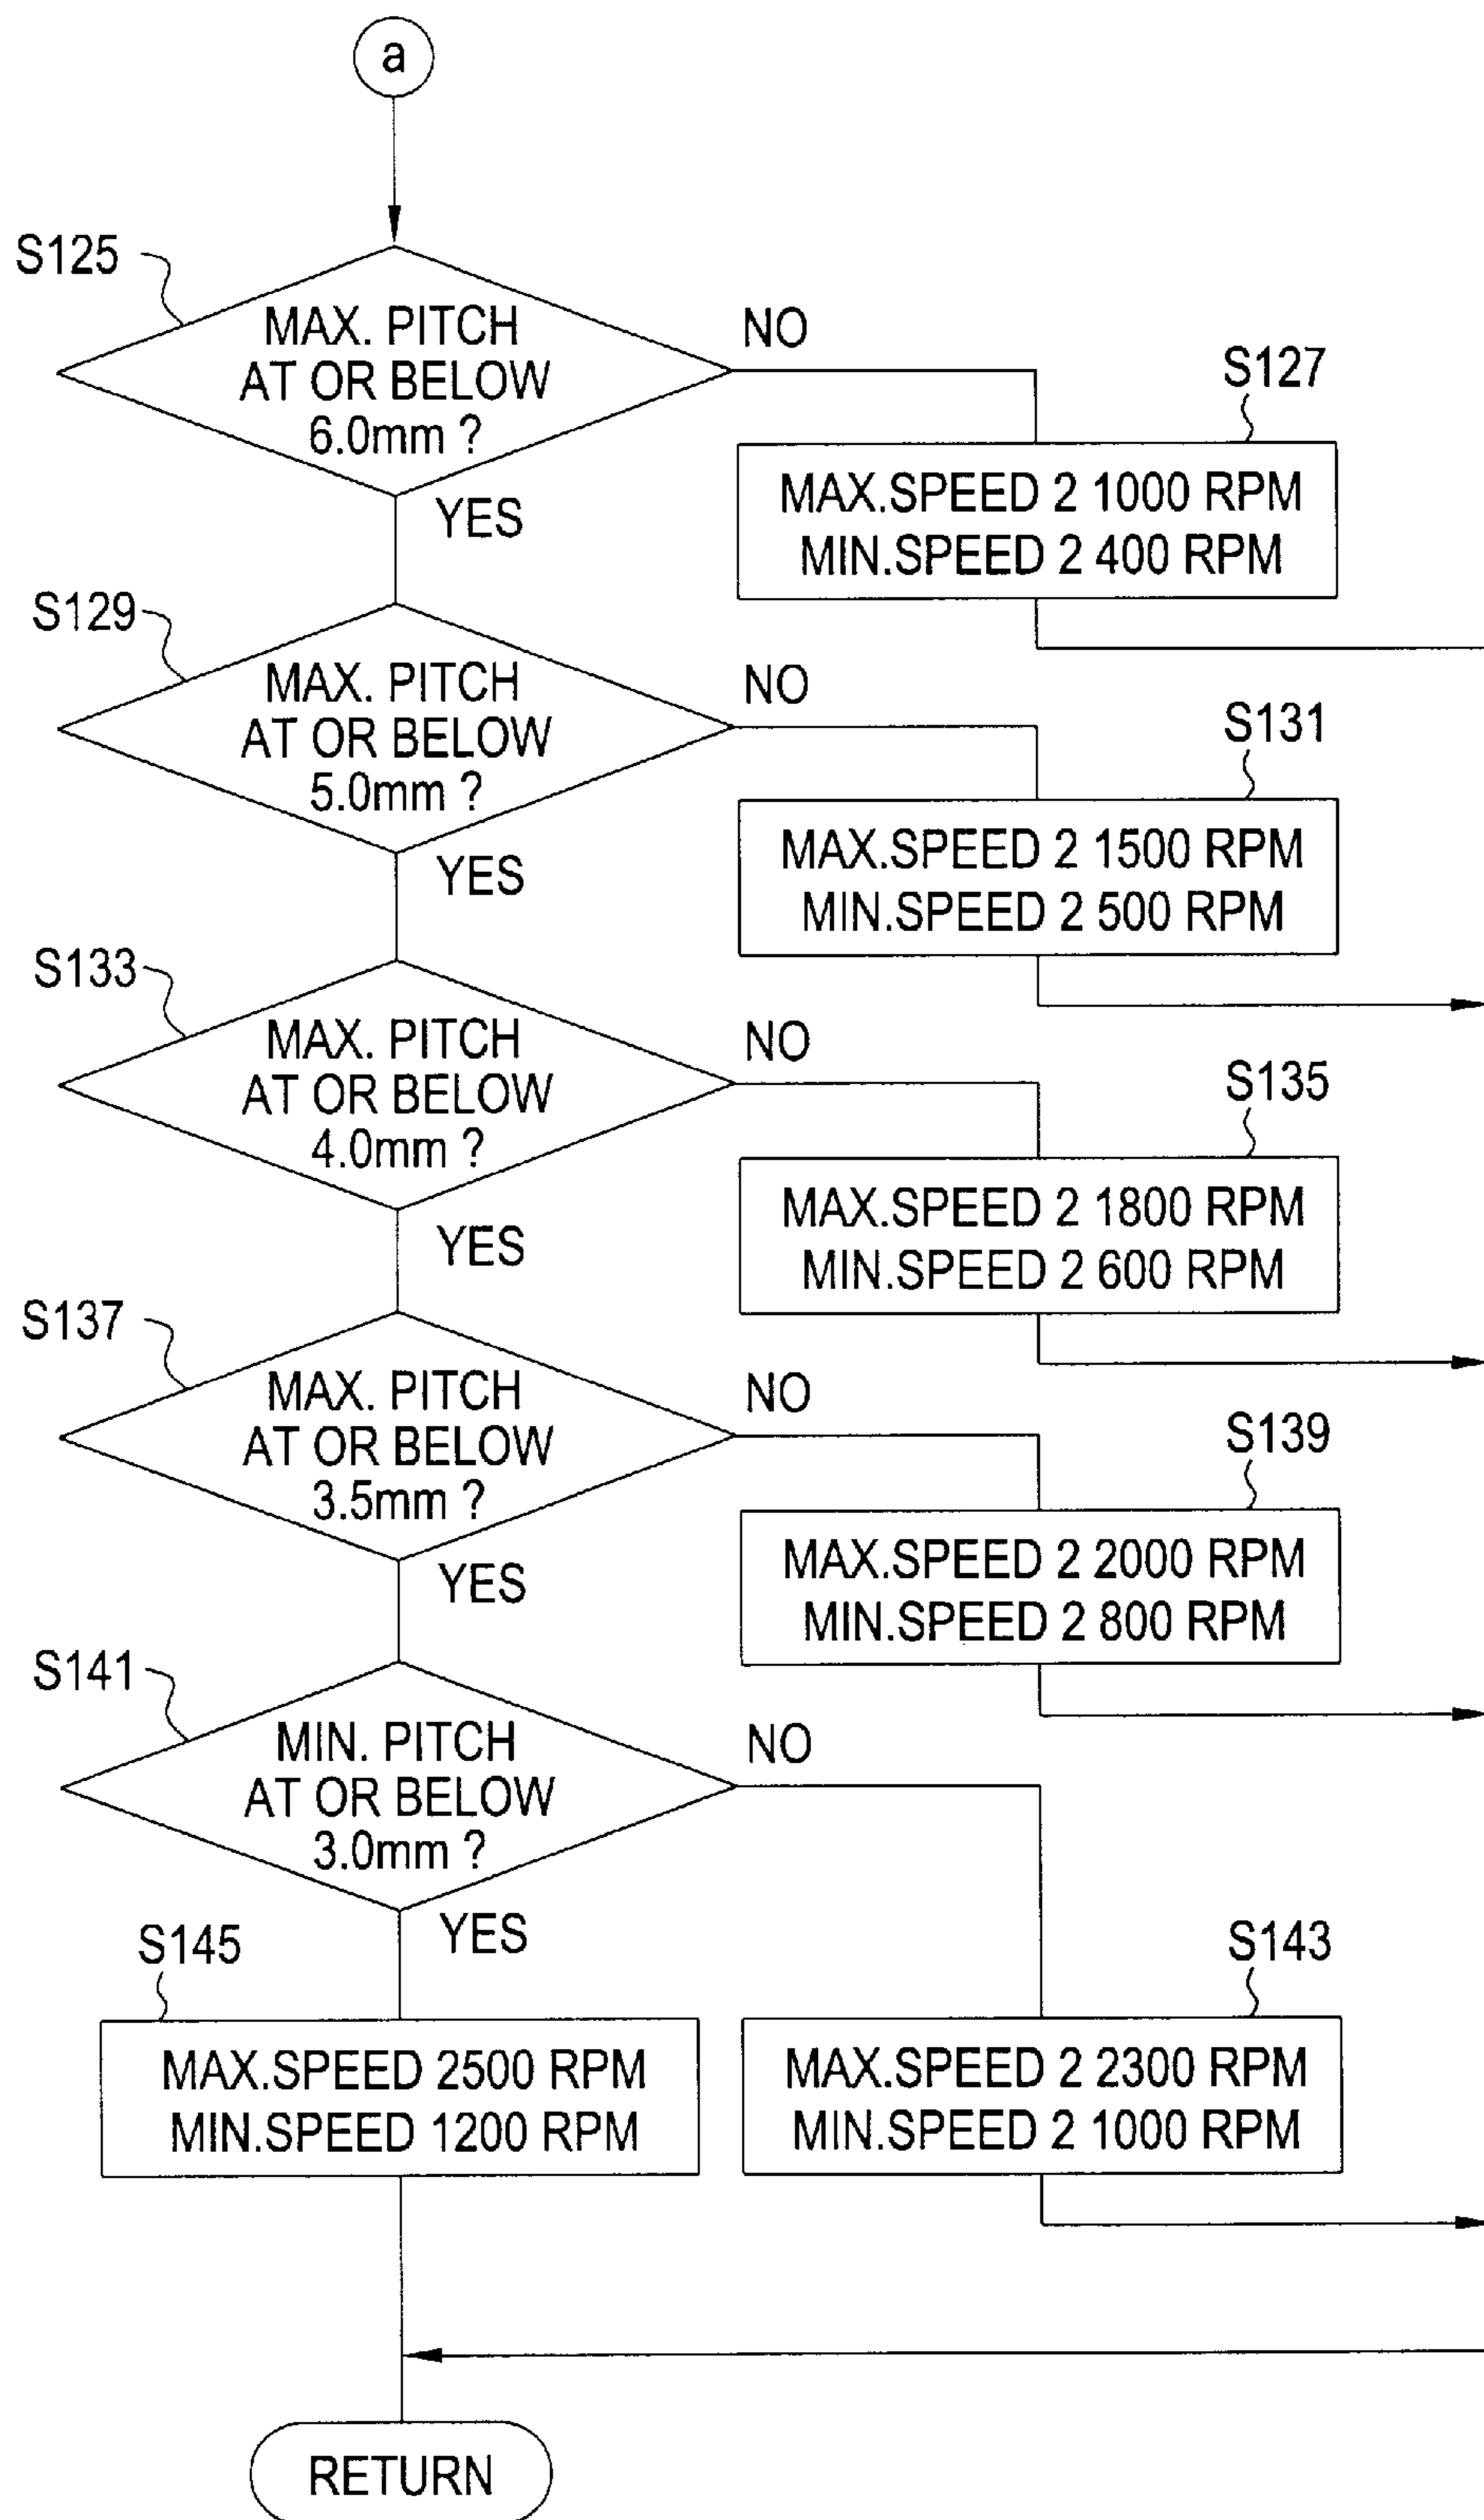 a
S125
MAX. PITCH
AT OR BELOW
6.0mm ?
NO
YES
S127
MAX.SPEED 2 1000 RPM
MIN.SPEED 2 400 RPM
S129
MAX. PITCH
AT OR BELOW
5.0mm ?
NO
YES
S131
MAX.SPEED 2 1500 RPM
MIN.SPEED 2 500 RPM
S133
MAX. PITCH
AT OR BELOW
4.0mm ?
NO
YES
S135
MAX.SPEED 2 1800 RPM
MIN.SPEED 2 600 RPM
S137
MAX. PITCH
AT OR BELOW
3.5mm ?
NO
YES
S139
MAX.SPEED 2 2000 RPM
MIN.SPEED 2 800 RPM
S141
MIN. PITCH
AT OR BELOW
3.0mm ?
NO
YES
S145
MAX.SPEED 2500 RPM
MIN.SPEED 1200 RPM
S143
MAX.SPEED 2 2300 RPM
MIN.SPEED 2 1000 RPM
RETURN